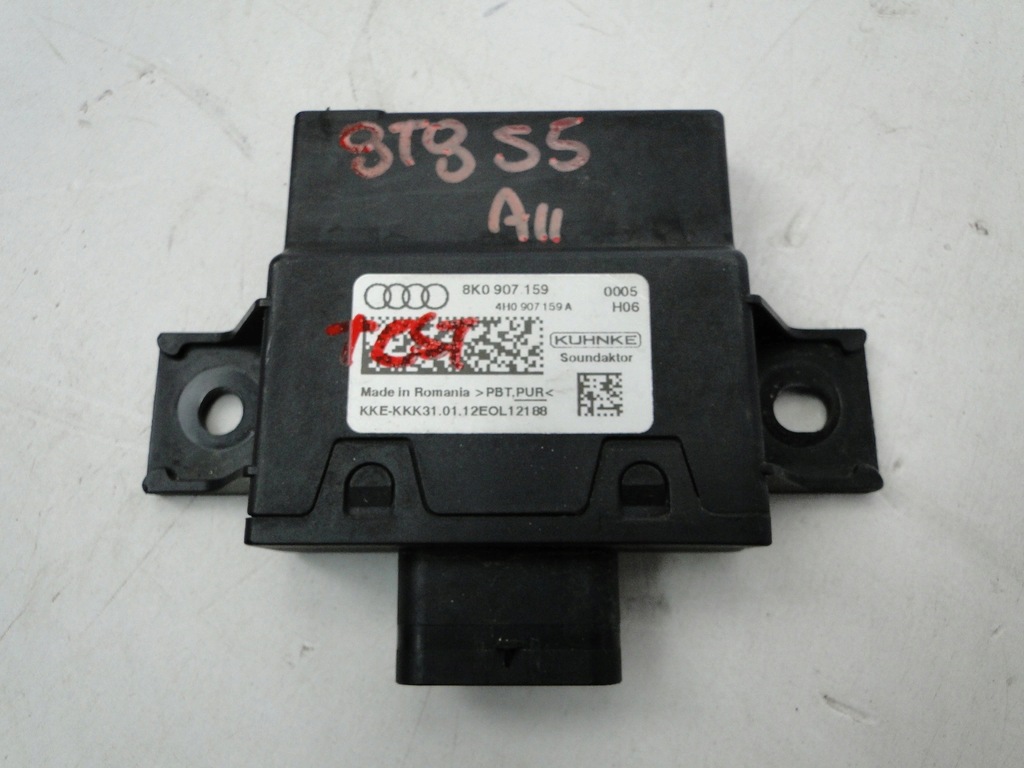 8T8 S5
A11
8K0 907 159
0005
4H0 907 159 A
H06
TCST
KUHNKE
Soundaktor
Made in Romania >PBT,PUR<
KKE-KKK31.01.12EOL12188